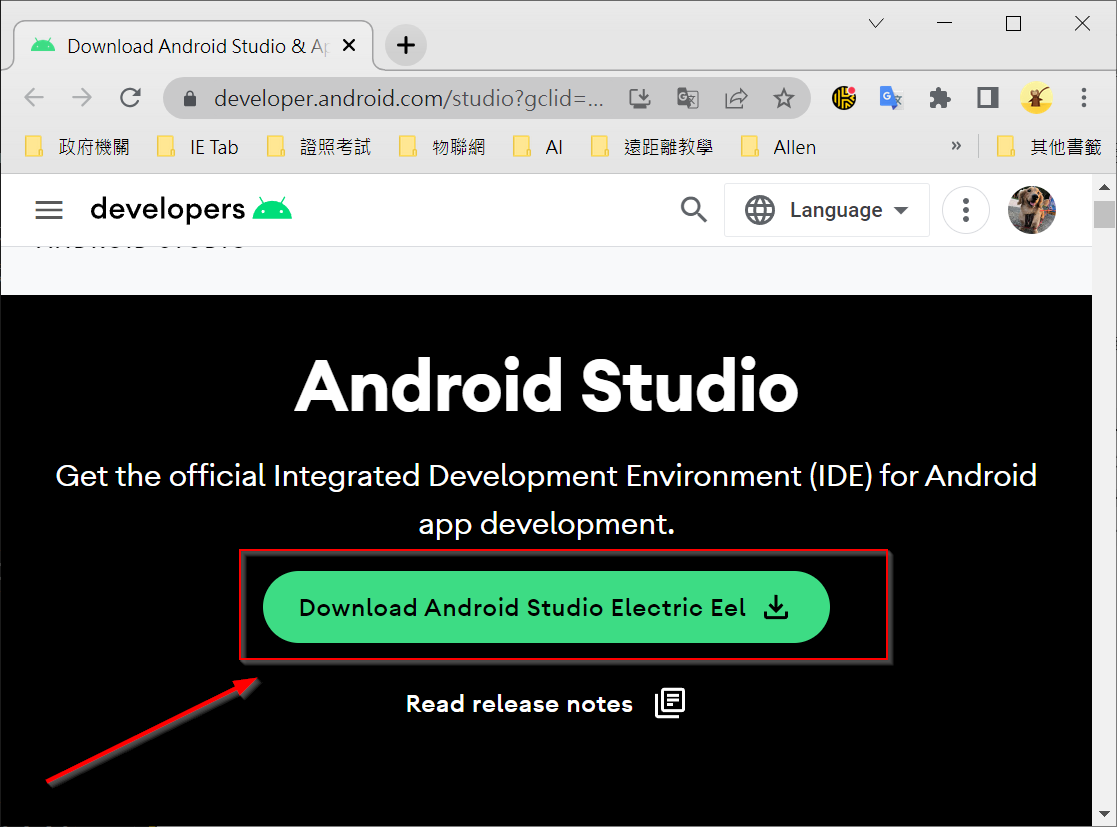 Download Android Studio & Ap
developer.android.com/studio?gclid=...
政府機關 IE Tab 證照考試 物聯網 AI 遠距離教學 Allen » 其他書籤
developers Language
ANDROID STUDIO
Android Studio
Get the official Integrated Development Environment (IDE) for Android
app development.
Download Android Studio Electric Eel
Read release notes